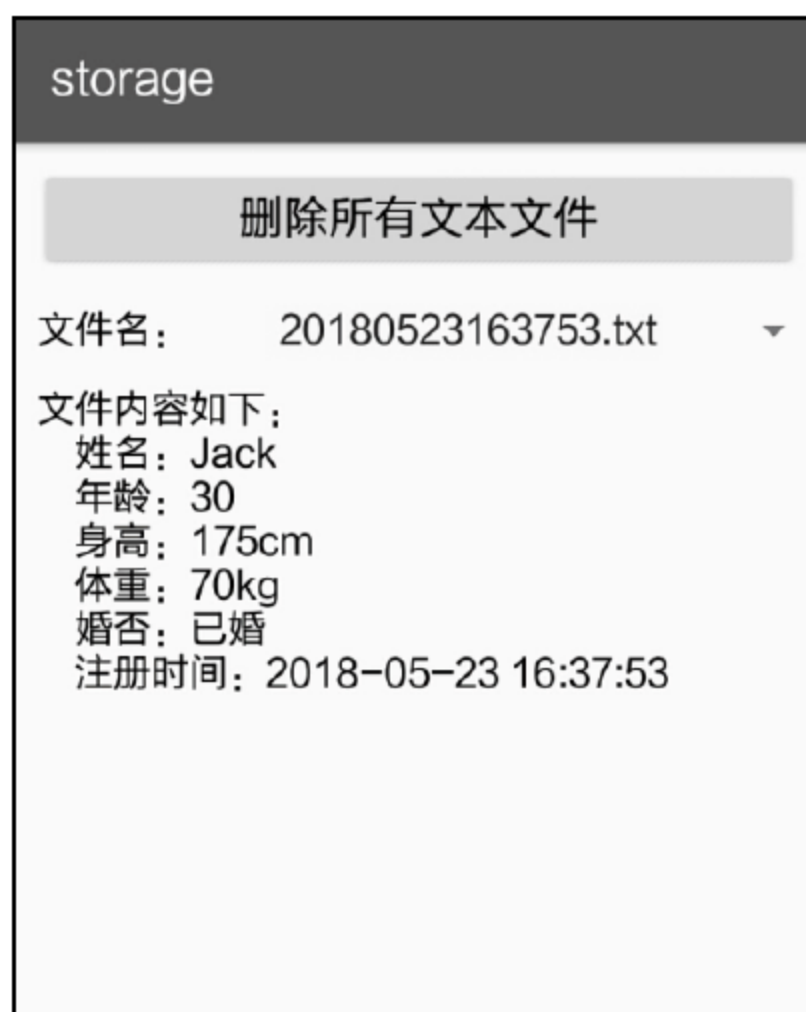 storage
删除所有文本文件
文件名：  20180523163753.txt
文件内容如下：
姓名：Jack
年龄：30
身高：175cm
体重：70kg
婚否：已婚
注册时间：2018-05-23 16:37:53